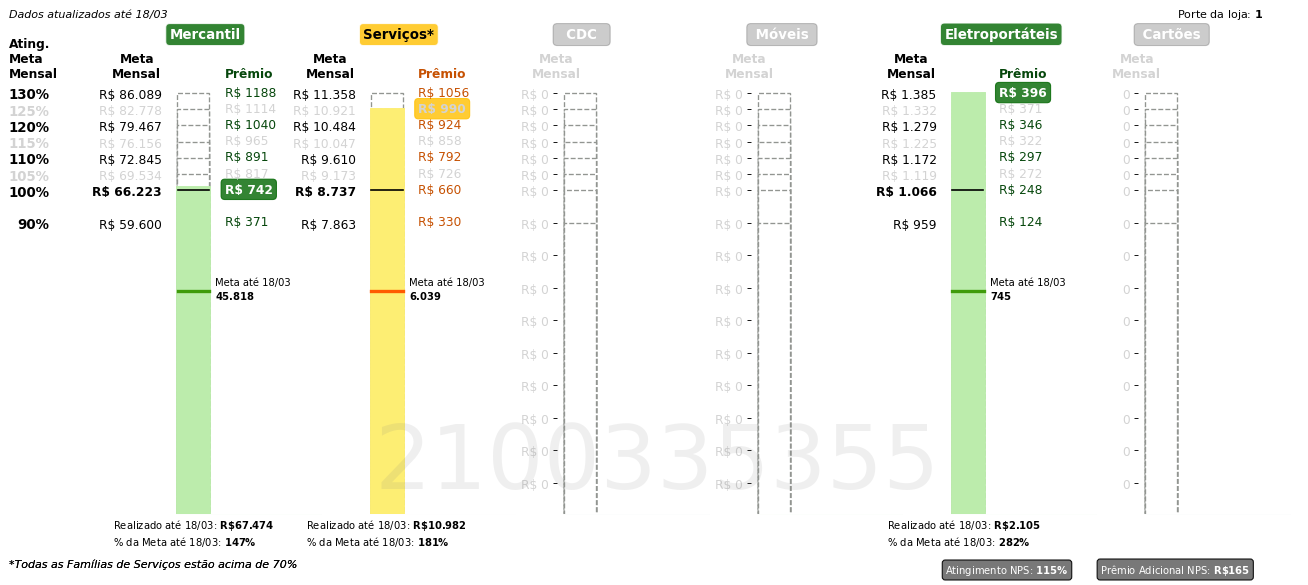 Dados atualizados até 18/03 Porte da loja: 1
Mercantil Serviços* CDC Móveis Eletroportáteis Cartões
Ating. Meta Mensal Meta Mensal Prêmio Meta Mensal Prêmio Meta Mensal Meta Mensal Meta Mensal Prêmio Meta Mensal
130% R$ 86.089 R$ 1188 R$ 11.358 R$ 1056 R$ 0 R$ 0 R$ 1.385 R$ 396 0
125% R$ 82.778 R$ 1114 R$ 10.921 R$ 990 R$ 0 R$ 0 R$ 1.332 R$ 371 0
120% R$ 79.467 R$ 1040 R$ 10.484 R$ 924 R$ 0 R$ 0 R$ 1.279 R$ 346 0
115% R$ 76.156 R$ 965 R$ 10.047 R$ 858 R$ 0 R$ 0 R$ 1.225 R$ 322 0
110% R$ 72.845 R$ 891 R$ 9.610 R$ 792 R$ 0 R$ 0 R$ 1.172 R$ 297 0
105% R$ 69.534 R$ 817 R$ 9.173 R$ 726 R$ 0 R$ 0 R$ 1.119 R$ 272 0
100% R$ 66.223 R$ 742 R$ 8.737 R$ 660 R$ 0 R$ 0 R$ 1.066 R$ 248 0
90% R$ 59.600 R$ 371 R$ 7.863 R$ 330 R$ 0 R$ 0 R$ 959 R$ 124 0
R$ 0 R$ 0 0
Meta até 18/03 Meta até 18/03 Meta até 18/03
45.818 6.039 R$ 0 R$ 0 745 0
R$ 0 R$ 0 0
R$ 0 R$ 0 0
R$ 0 R$ 0 0
R$ 0 R$ 0 0
2100335355
R$ 0 R$ 0 0
R$ 0 R$ 0 0
Realizado até 18/03: R$67.474 Realizado até 18/03: R$10.982 Realizado até 18/03: R$2.105
% da Meta até 18/03: 147% % da Meta até 18/03: 181% % da Meta até 18/03: 282%
*Todas as Famílias de Serviços estão acima de 70% Atingimento NPS: 115% Prêmio Adicional NPS: R$165